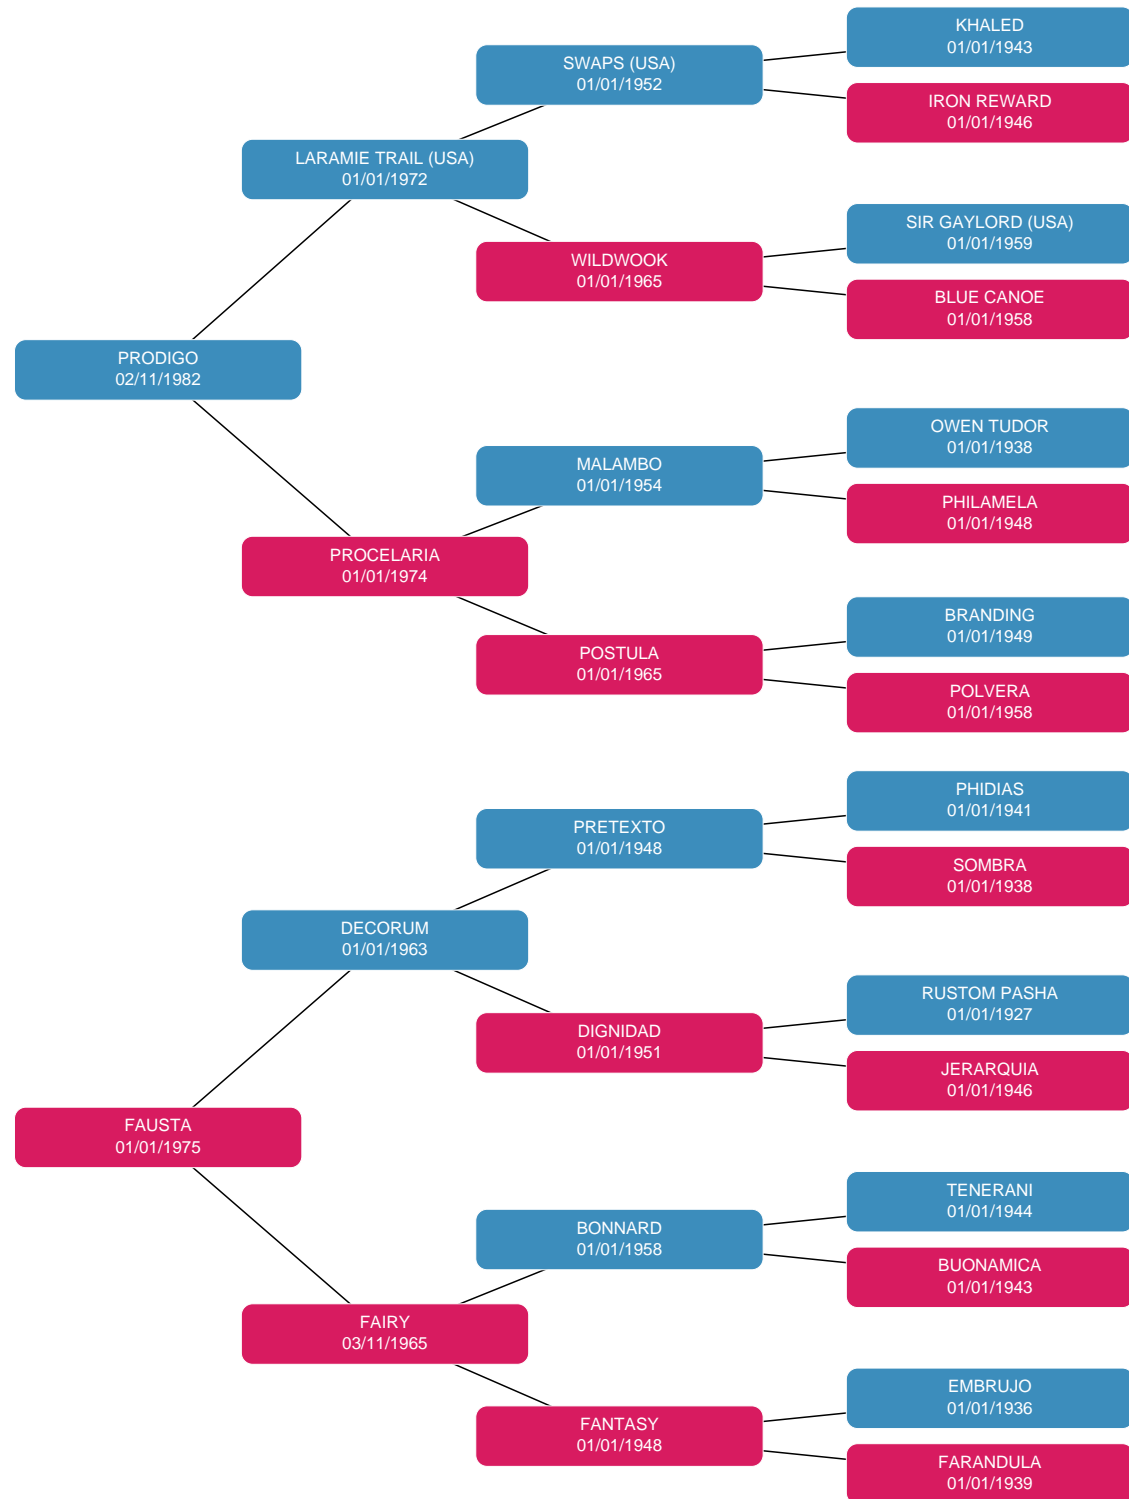 KHALED
01/01/1943
SWAPS (USA)
01/01/1952
IRON REWARD
01/01/1946
LARAMIE TRAIL (USA)
01/01/1972
SIR GAYLORD (USA)
01/01/1959
WILDWOOK
01/01/1965
BLUE CANOE
01/01/1958
PRODIGO
02/11/1982
OWEN TUDOR
01/01/1938
MALAMBO
01/01/1954
PHILAMELA
01/01/1948
PROCELARIA
01/01/1974
BRANDING
01/01/1949
POSTULA
01/01/1965
POLVERA
01/01/1958
PHIDIAS
01/01/1941
PRETEXTO
01/01/1948
SOMBRA
01/01/1938
DECORUM
01/01/1963
RUSTOM PASHA
01/01/1927
DIGNIDAD
01/01/1951
JERARQUIA
01/01/1946
FAUSTA
01/01/1975
TENERANI
01/01/1944
BONNARD
01/01/1958
BUONAMICA
01/01/1943
FAIRY
03/11/1965
EMBRUJO
01/01/1936
FANTASY
01/01/1948
FARANDULA
01/01/1939